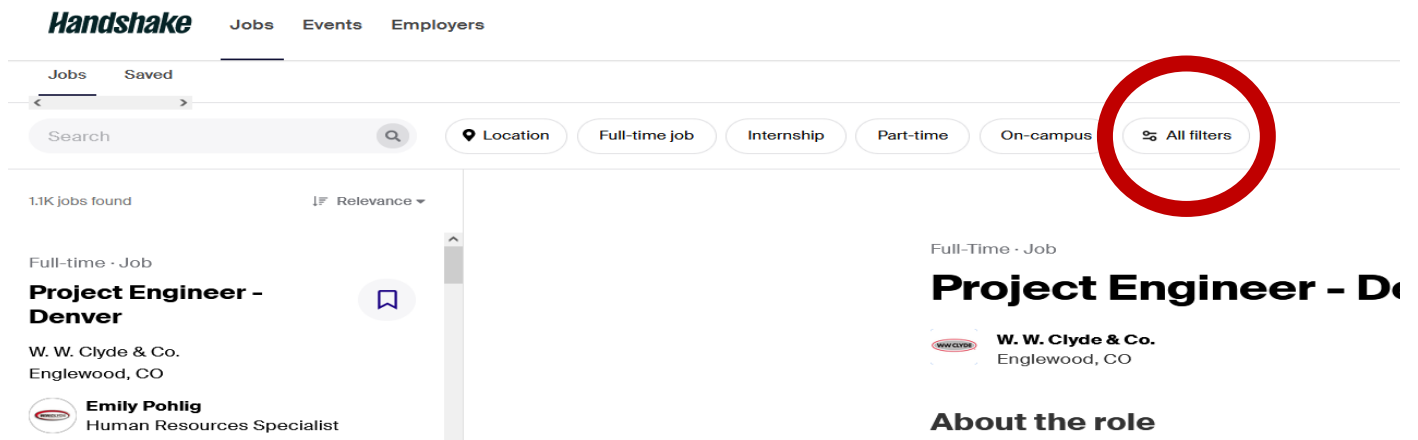 Handshake Jobs Events Employers
Jobs Saved
Search
Location Full-time job Internship Part-time On-campus All filters
1.1K jobs found Relevance
Full-time · Job
Project Engineer - Denver
W. W. Clyde & Co.
Englewood, CO
Emily Pohlig
Human Resources Specialist
Full-Time · Job
Project Engineer - De
WW CLYDE
W. W. Clyde & Co.
Englewood, CO
About the role